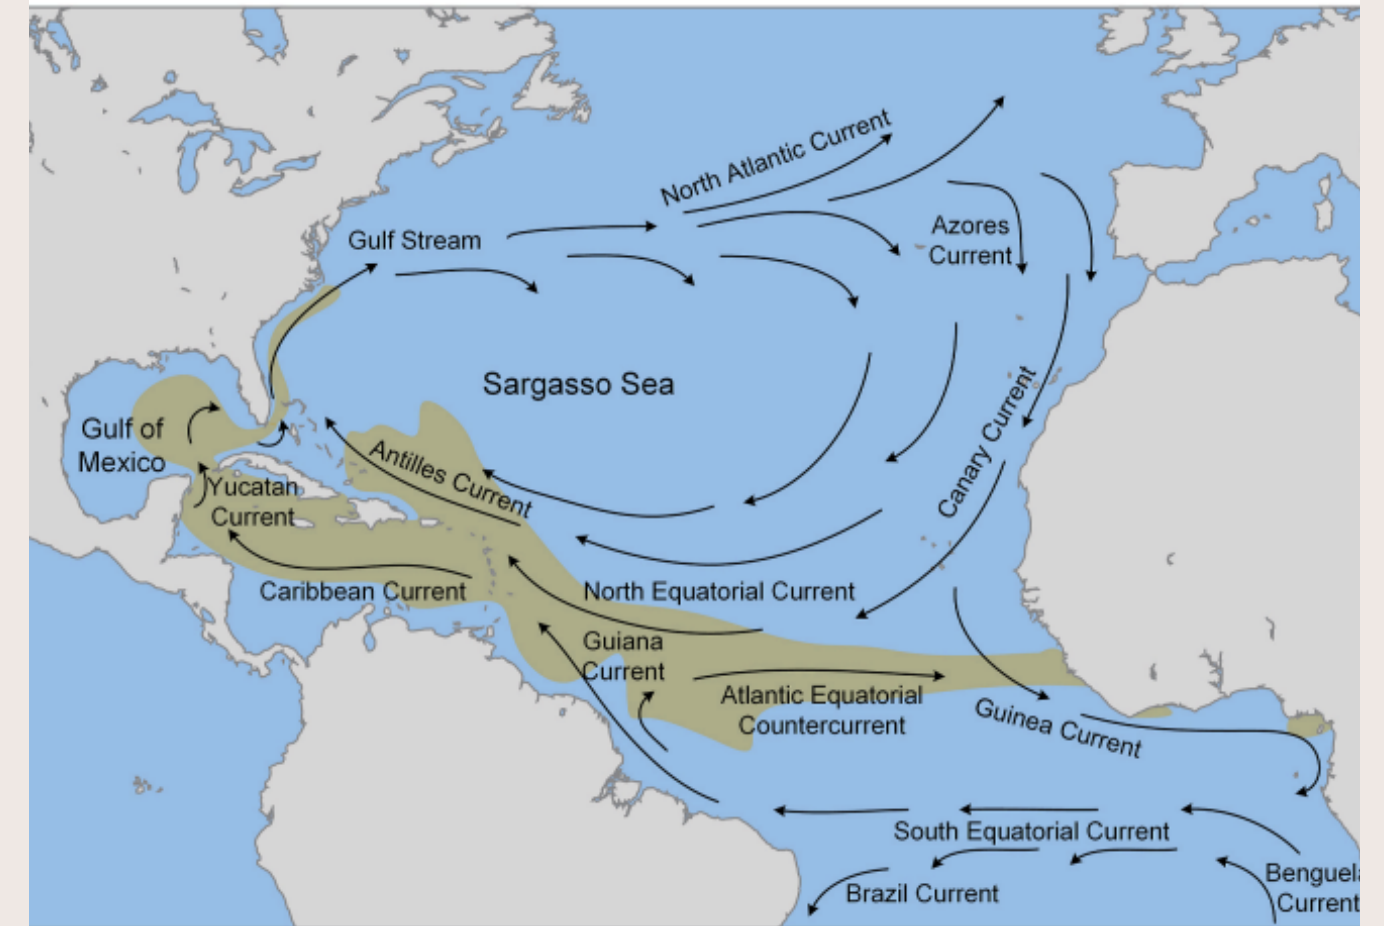 North Atlantic Current
Gulf Stream
Azores
Current
Sargasso Sea
Gulf of
Mexico
Antilles Current
Canary Current
Yucatan
Current
Caribbean Current
North Equatorial Current
Guiana
Current
Atlantic Equatorial
Countercurrent
Guinea Current
South Equatorial Current
Brazil Current
Benguel
Current